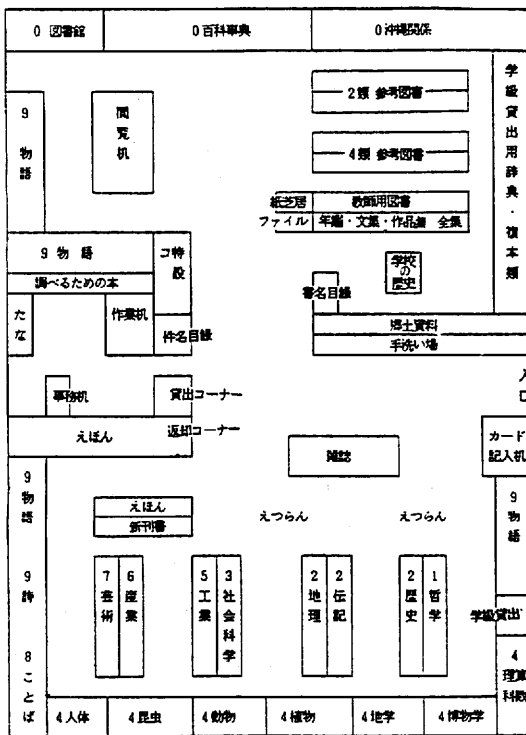 0 図書館
0 百科事典
0 沖縄関係
9 物語
閲覧机
2類 参考図書
4類 参考図書
学級貸出用辞典・複本類
紙芝居
教師用図書
ファイル
年鑑・文集・作品集 全集
9 物語
コ特設
調べるための本
学校の歴史
書名目録
たな
作業机
件名目録
郷土資料
手洗い場
入口
事務机
貸出コーナー
えほん
返却コーナー
雑誌
カード記入机
9 物語
えほん
新刊書
えつらん
えつらん
9 物語
9 詩
7 芸術
6 産業
5 工業
3 社会科学
2 地理
2 伝記
2 歴史
1 哲学
学級貸出
8 ことば
4 理科
算数
4 人体
4 昆虫
4 動物
4 植物
4 地学
4 博物学